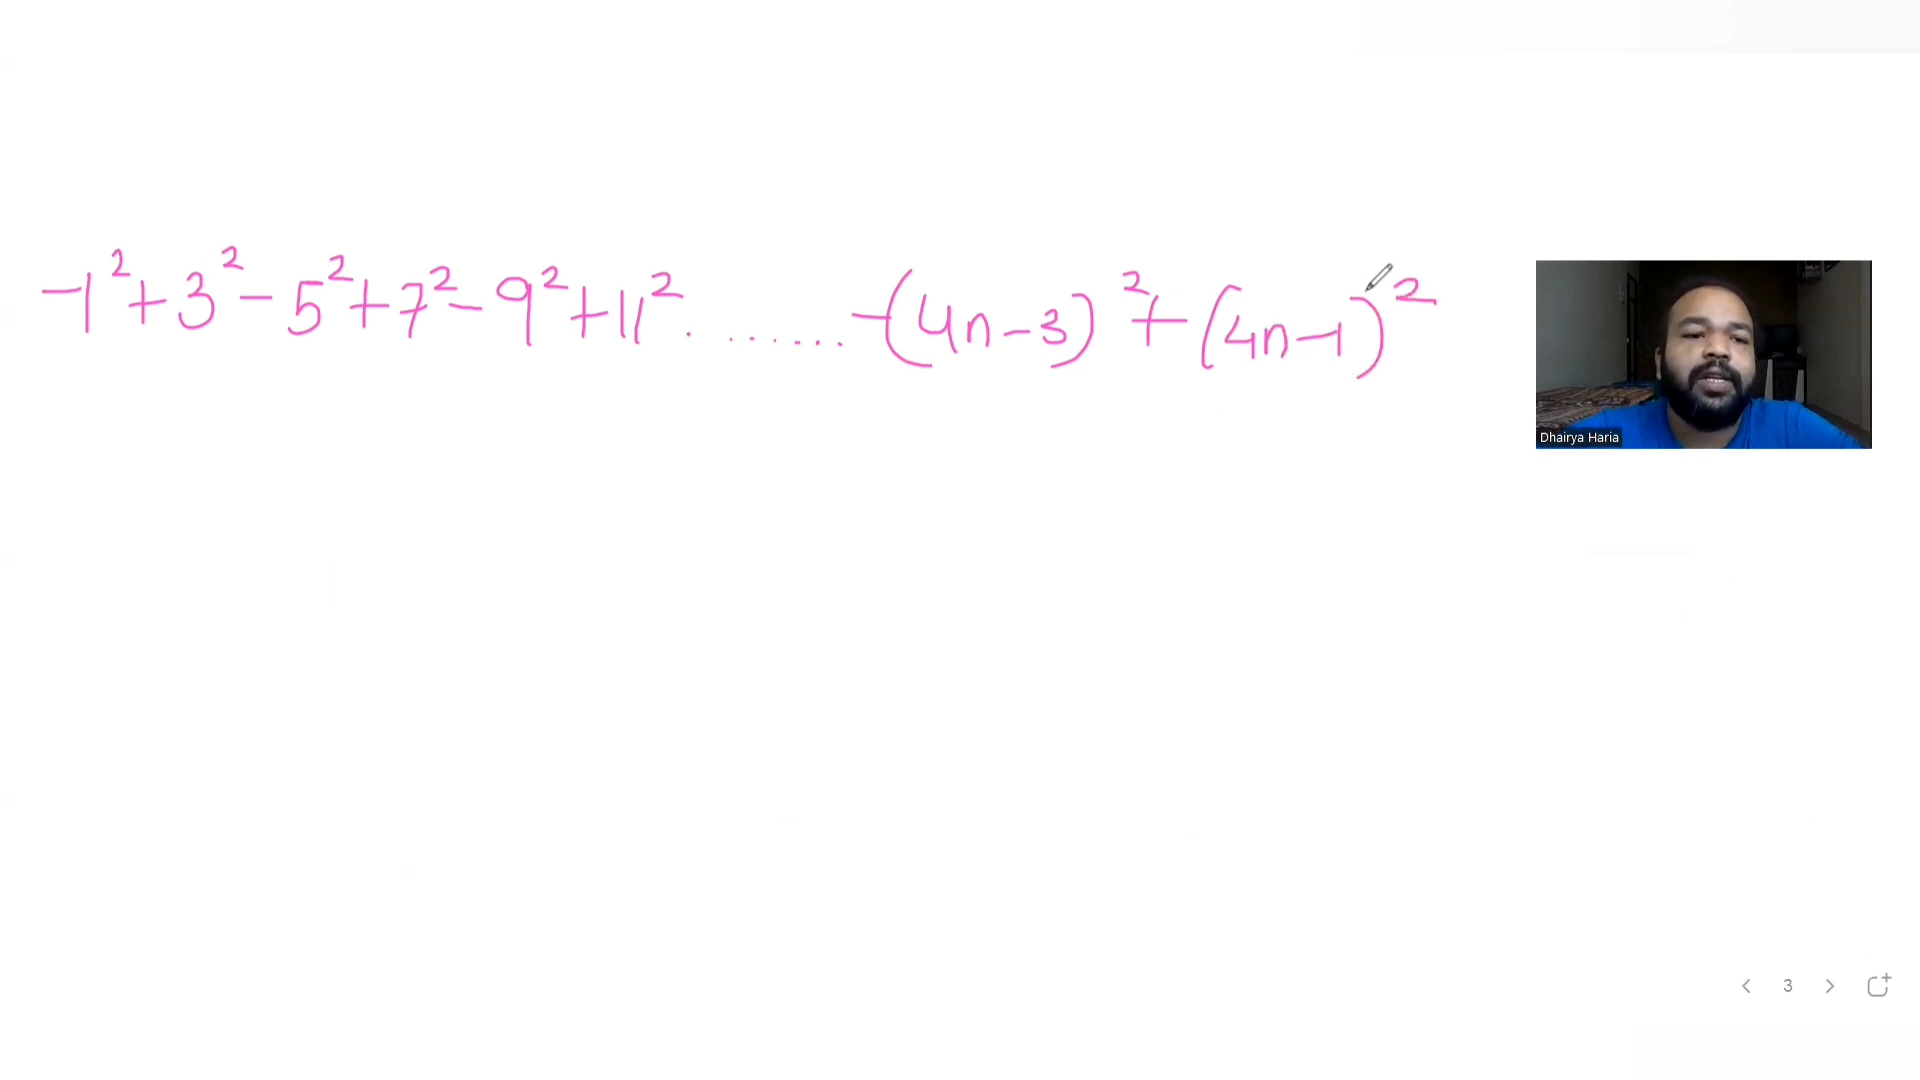 -1² + 3² - 5² + 7² - 9² + 11² ....... -(4n-3)² + (4n-1)²
Dhairya Haria
3